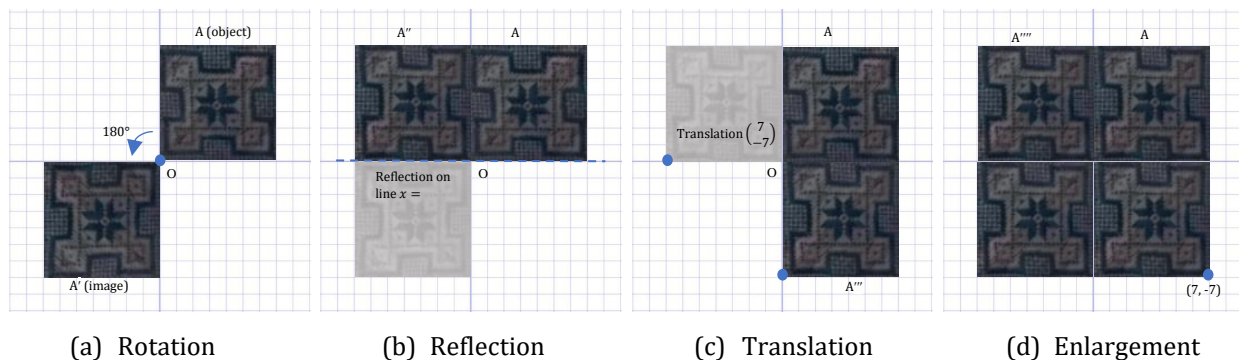 A (object)
180°
O
A′ (image)
(a) Rotation
A′′
A
O
Reflection on
line x =
(b) Reflection
A
Translation (7 −7)
O
A′′′
(c) Translation
A′′′′
A
(7, -7)
(d) Enlargement